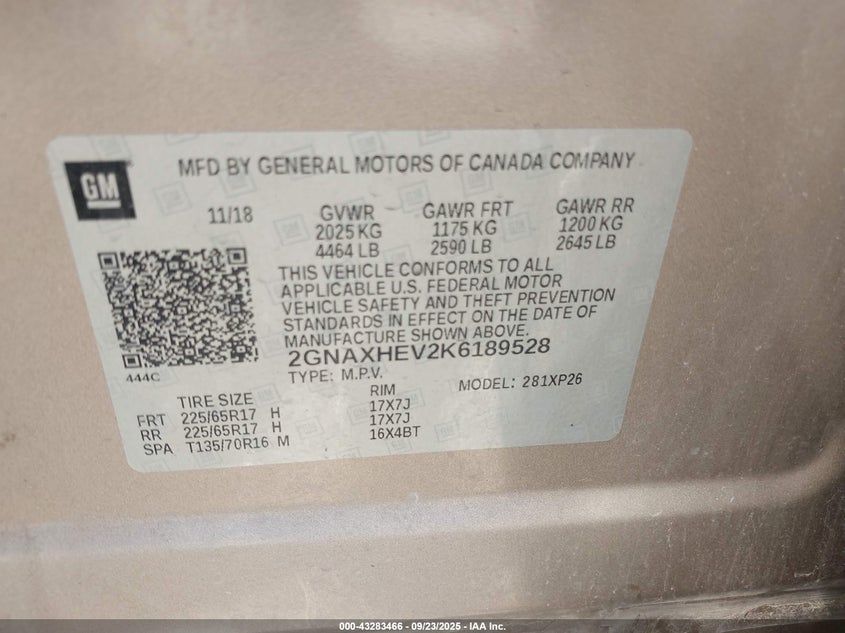 GM
MFD BY GENERAL MOTORS OF CANADA COMPANY
11/18 GVWR GAWR FRT GAWR RR
2025 KG 1175 KG 1200 KG
4464 LB 2590 LB 2645 LB
THIS VEHICLE CONFORMS TO ALL
APPLICABLE U.S. FEDERAL MOTOR
VEHICLE SAFETY AND THEFT PREVENTION
STANDARDS IN EFFECT ON THE DATE OF
MANUFACTURE SHOWN ABOVE.
2GNAXHEV2K6189528
444C TYPE: M.P.V. MODEL: 281XP26
TIRE SIZE RIM
FRT 225/65R17 H 17X7J
RR 225/65R17 H 17X7J
SPA T135/70R16 M 16X4BT
000-43283466 - 09/23/2025 - IAA Inc.